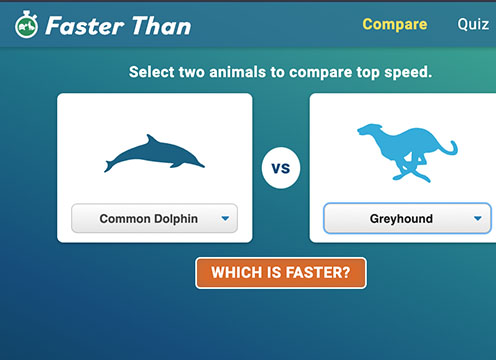 Faster Than
Compare
Quiz
Select two animals to compare top speed.
VS
Common Dolphin
Greyhound
WHICH IS FASTER?